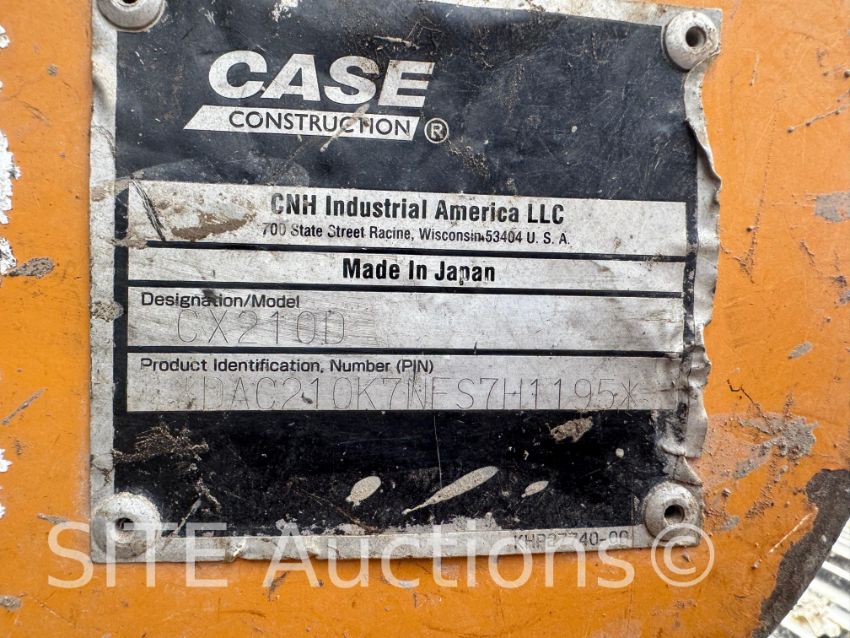 CASE
CONSTRUCTION ®
CNH Industrial America LLC
700 State Street Racine, Wisconsin 53404 U. S. A.
Made In Japan
Designation/Model
CX210D
Product Identification, Number (PIN)
DAC210K7NFS7H1195*
KHP27740-00
SITE Auctions©